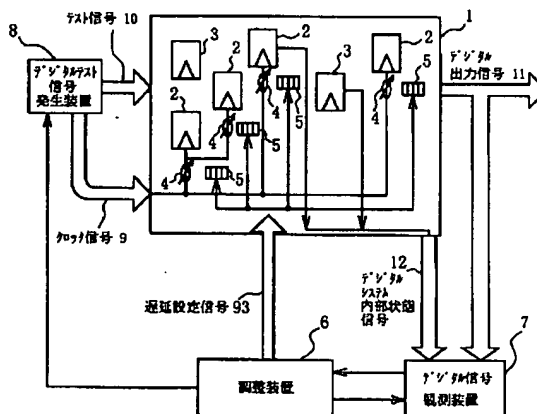 テスト信号 10
8
デジタルテスト
信号
発生装置
クロック信号 9
1
3
2
2
3
2
2
4
4
4
4
5
5
5
5
デジタル
出力信号 11
遅延設定信号 93
12
デジタル
システム
内部状態
信号
6
調整装置
7
デジタル信号
観測装置